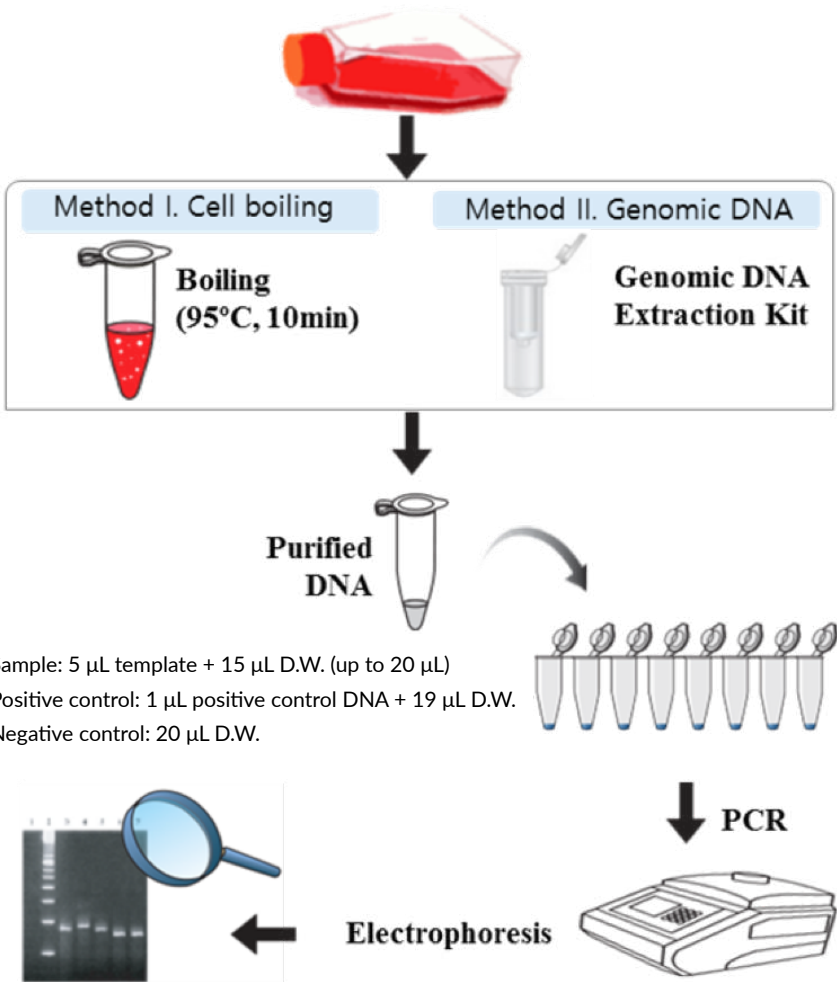 Method I. Cell boiling
Method II. Genomic DNA
Boiling
(95°C, 10min)
Genomic DNA
Extraction Kit
Purified
DNA
ample: 5 µL template + 15 µL D.W. (up to 20 µL)
ositive control: 1 µL positive control DNA + 19 µL D.W.
Negative control: 20 µL D.W.
PCR
Electrophoresis